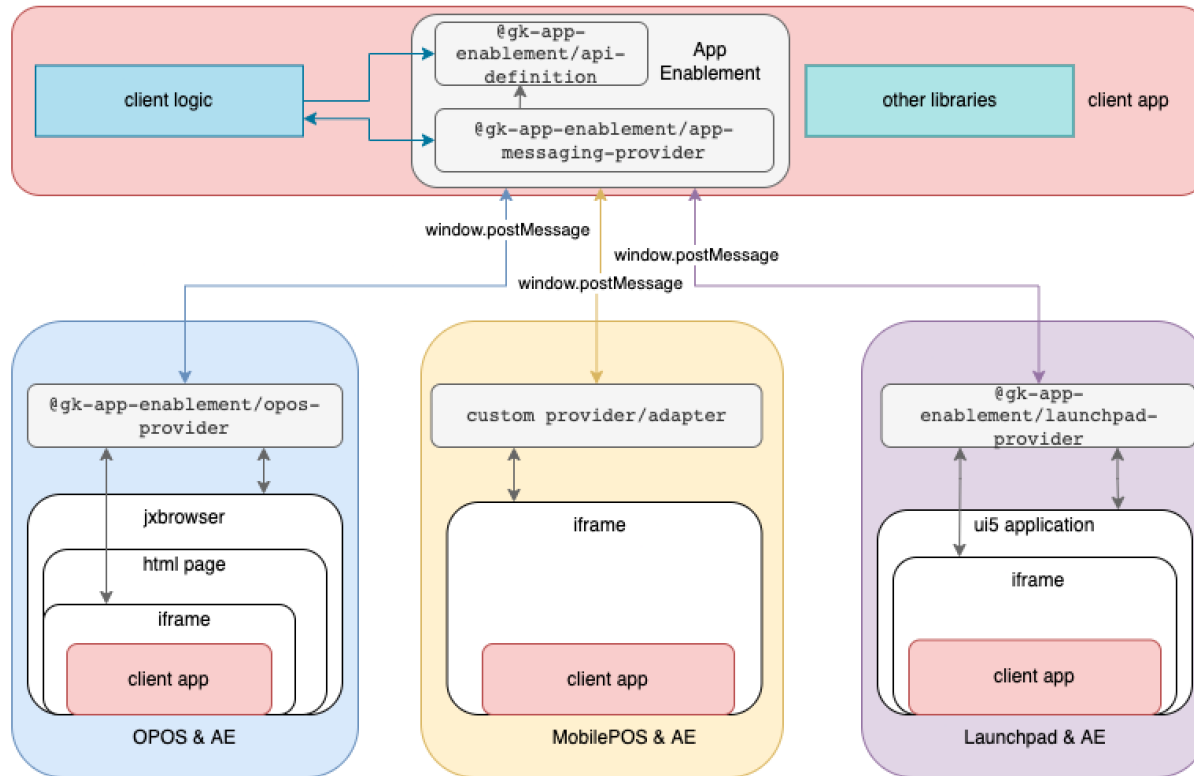 @gk-app-
enablement/api-
definition
App
Enablement
client logic
other libraries
client app
@gk-app-enablement/app-
messaging-provider
window.postMessage
window.postMessage
window.postMessage
@gk-app-enablement/opos-
provider
jxbrowser
html page
iframe
client app
OPOS & AE
custom provider/adapter
iframe
client app
MobilePOS & AE
@gk-app-
enablement/launchpad-
provider
ui5 application
iframe
client app
Launchpad & AE